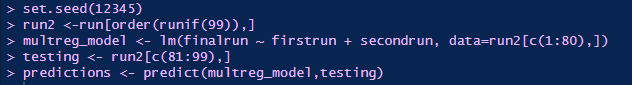 > set.seed(12345)
> run2 <-run[order(runif(99)),]
> multreg_model <- lm(finalrun ~ firstrun + secondrun, data=run2[c(1:80),])
> testing <- run2[c(81:99),]
> predictions <- predict(multreg_model,testing)